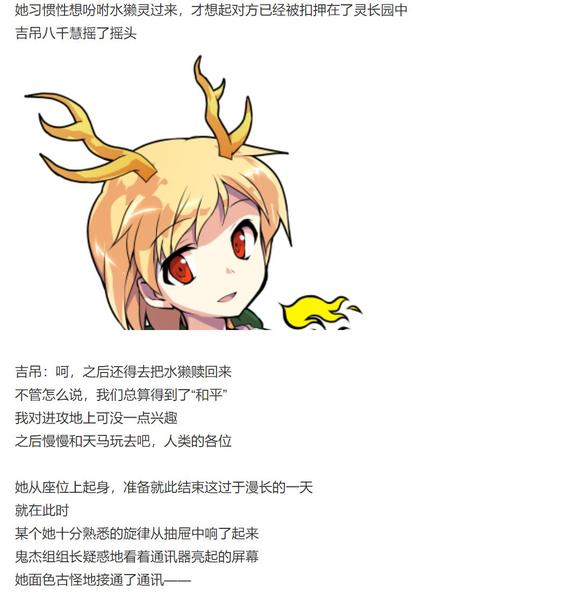 她习惯性想吩咐水獭灵过来，才想起对方已经被扣押在了灵长园中
吉吊八千慧摇了摇头
吉吊：呵，之后还得去把水獭赎回来
不管怎么说，我们总算得到了“和平”
我对进攻地上可没一点兴趣
之后慢慢和天马玩去吧，人类的各位
她从座位上起身，准备就此结束这过于漫长的一天
就在此时
某个她十分熟悉的旋律从抽屉中响了起来
鬼杰组组长疑惑地看着通讯器亮起的屏幕
她面色古怪地接通了通讯——